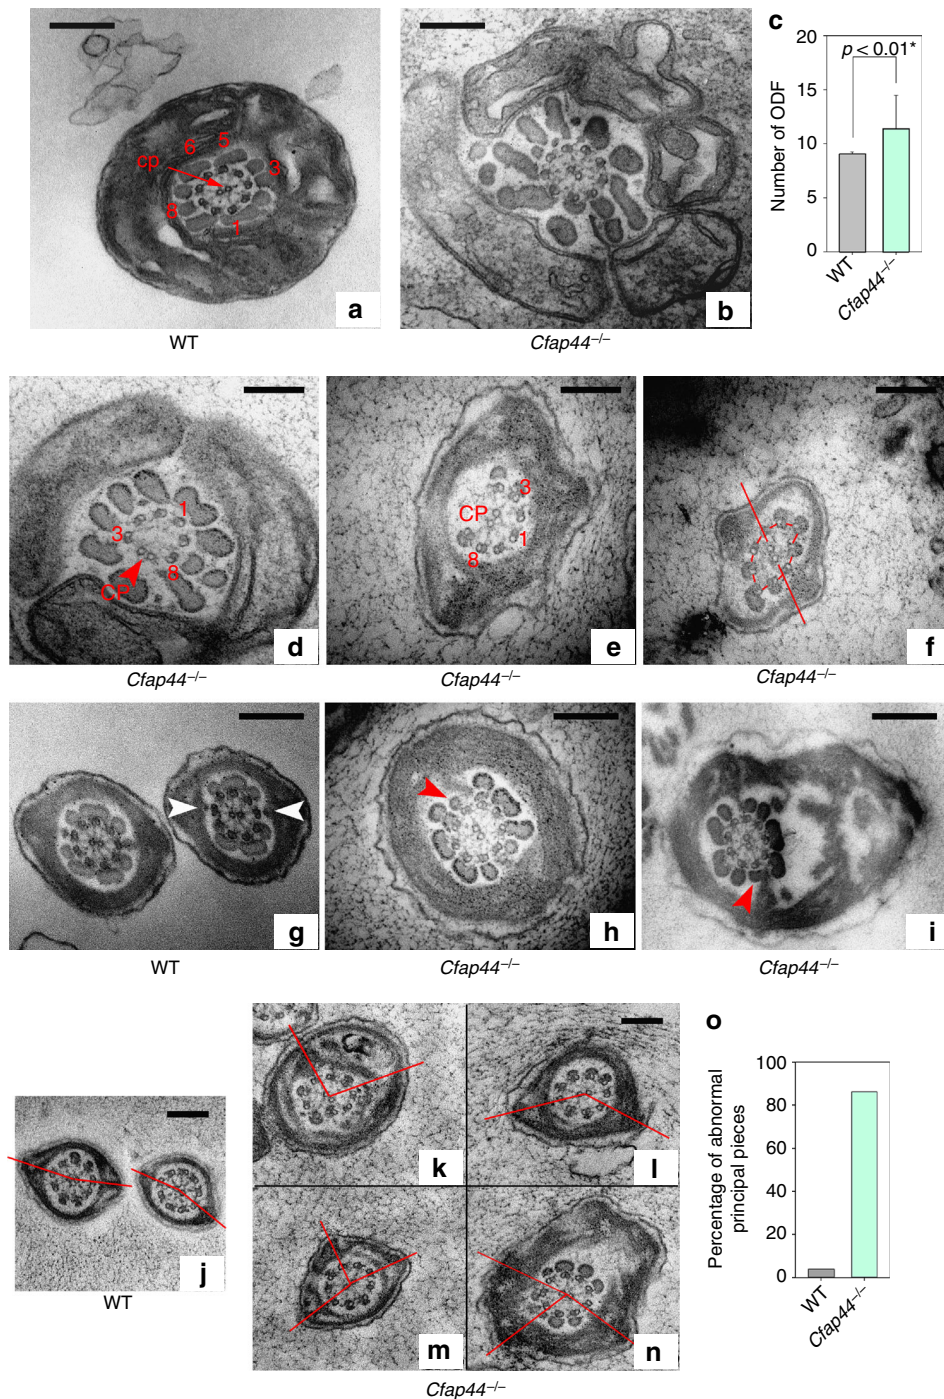 6
5
cp
3
8
1
a
WT
b
Cfap44–/–
c
20
p < 0.01*
15
10
5
0
Number of ODF
WT
Cfap44–/–
1
3
8
CP
d
Cfap44–/–
3
CP
1
8
e
Cfap44–/–
f
Cfap44–/–
g
WT
h
Cfap44–/–
i
Cfap44–/–
j
WT
k
l
m
n
Cfap44–/–
o
100
80
60
40
20
0
Percentage of abnormal
principal pieces
WT
Cfap44–/–